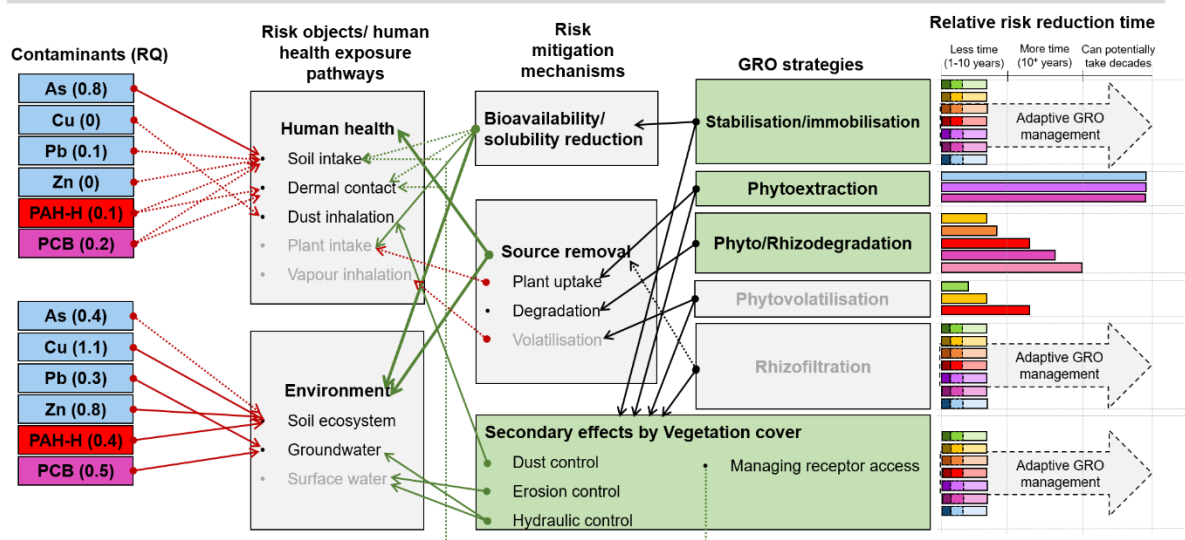 Relative risk reduction time
Contaminants (RQ)
Risk objects/ human
health exposure
pathways
Risk
mitigation
mechanisms
GRO strategies
Less time
(1-10 years)
More time
(10⁺ years)
Can potentially
take decades
As (0.8)
Cu (0)
Pb (0.1)
Zn (0)
PAH-H (0.1)
PCB (0.2)
Human health
Soil intake
Dermal contact
Dust inhalation
Plant intake
Vapour inhalation
Bioavailability/
solubility reduction
Stabilisation/immobilisation
Adaptive GRO
management
Phytoextraction
Source removal
Plant uptake
Degradation
Volatilisation
Phyto/Rhizodegradation
Phytovolatilisation
Rhizofiltration
Adaptive GRO
management
As (0.4)
Cu (1.1)
Pb (0.3)
Zn (0.8)
PAH-H (0.4)
PCB (0.5)
Environment
Soil ecosystem
Groundwater
Surface water
Secondary effects by Vegetation cover
Dust control
Erosion control
Hydraulic control
Managing receptor access
Adaptive GRO
management